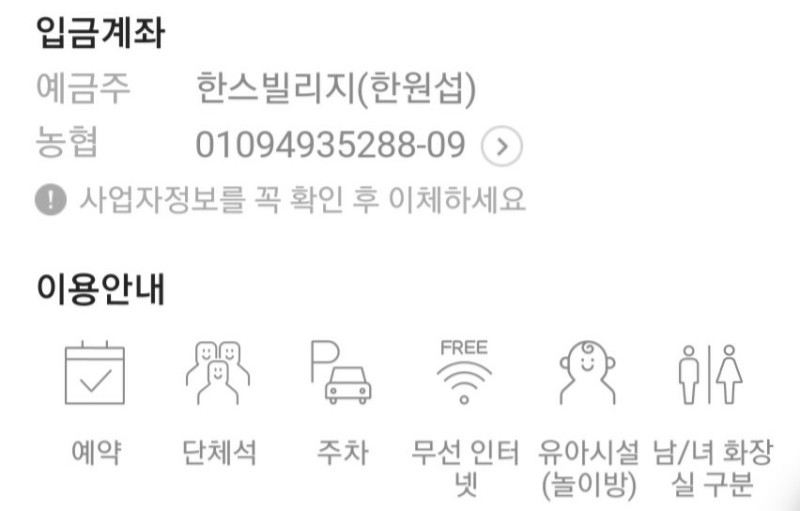 입금계좌
예금주 한스빌리지(한원섭)
농협 01094935288-09
사업자정보를 꼭 확인 후 이체하세요
이용안내
FREE
예약 단체석 주차 무선 인터넷 유아시설(놀이방) 남/녀 화장실 구분